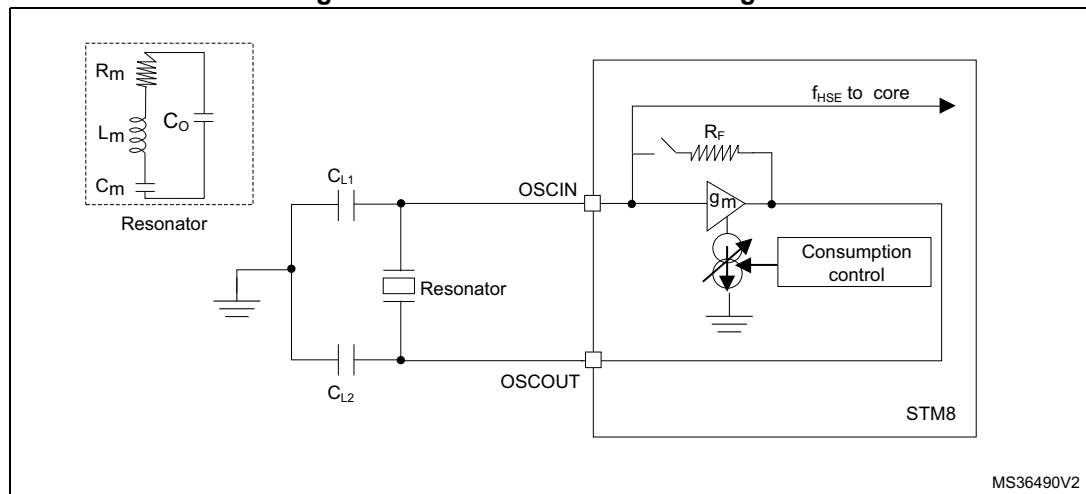 Rm
Lm
CO
Cm
Resonator
CL1
CL2
Resonator
OSCIN
OSCOUT
fHSE to core
RF
gm
Consumption
control
STM8
MS36490V2